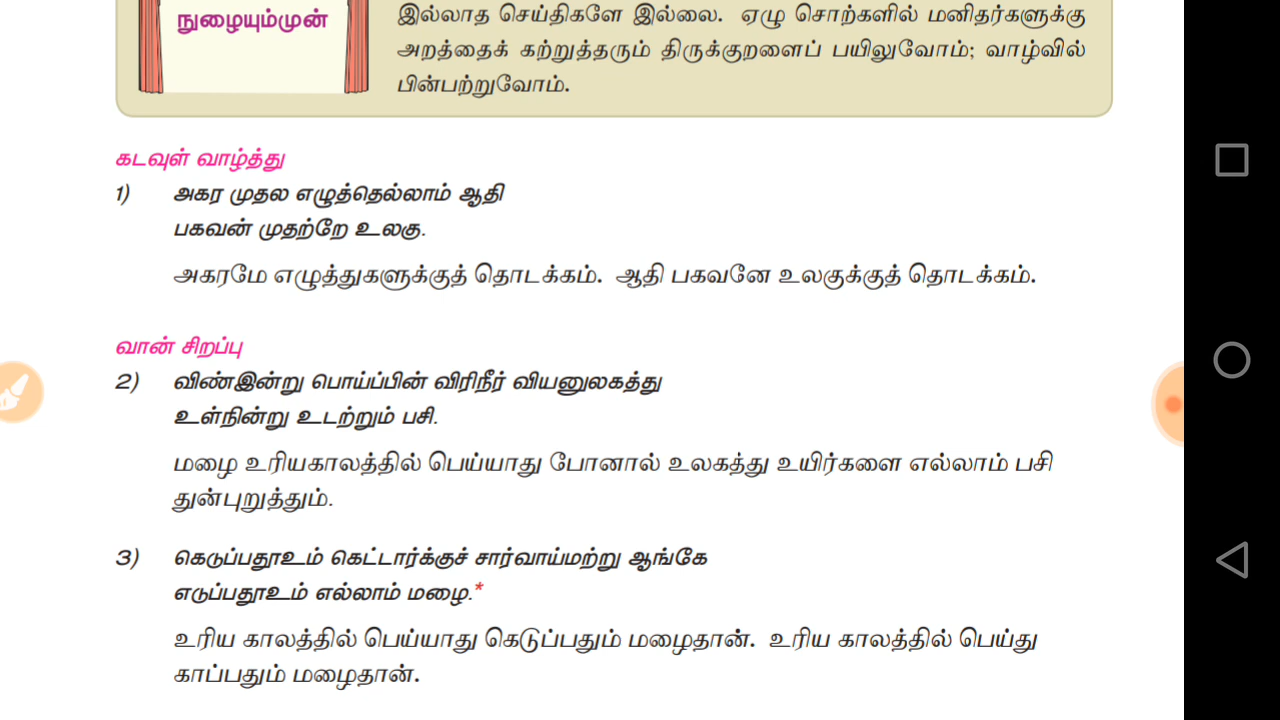 நுழையும்முன்
இல்லாத செய்திகளே இல்லை. ஏழு சொற்களில் மனிதர்களுக்கு
அறத்தைக் கற்றுத்தரும் திருக்குறளைப் பயிலுவோம்; வாழ்வில்
பின்பற்றுவோம்.
கடவுள் வாழ்த்து
1) அகர முதல எழுத்தெல்லாம் ஆதி
பகவன் முதற்றே உலகு.
அகரமே எழுத்துகளுக்குத் தொடக்கம். ஆதி பகவனே உலகுக்குத் தொடக்கம்.
வான் சிறப்பு
2) விண்இன்று பொய்ப்பின் விரிநீர் வியனுலகத்து
உள்நின்று உடற்றும் பசி.
மழை உரியகாலத்தில் பெய்யாது போனால் உலகத்து உயிர்களை எல்லாம் பசி
துன்புறுத்தும்.
3) கெடுப்பதூஉம் கெட்டார்க்குச் சார்வாய்மற்று ஆங்கே
எடுப்பதூஉம் எல்லாம் மழை.*
உரிய காலத்தில் பெய்யாது கெடுப்பதும் மழைதான். உரிய காலத்தில் பெய்து
காப்பதும் மழைதான்.